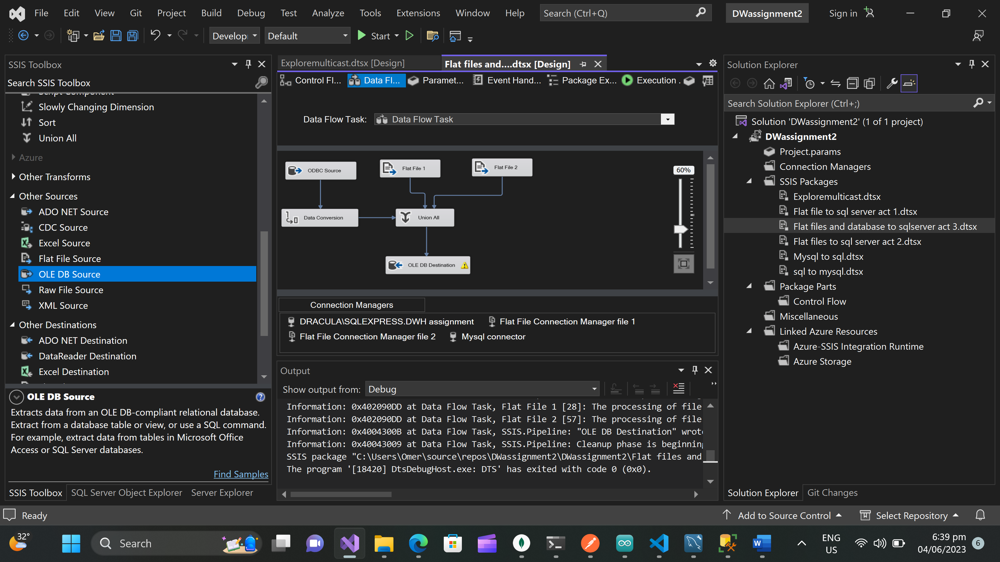 File Edit View Git Project Build Debug Test Analyze Tools Extensions Window Help Search (Ctrl+Q) DWassignment2 Sign in
Develop Default Start
SSIS Toolbox
Search SSIS Toolbox
Script Component
Slowly Changing Dimension
Sort
Union All
Azure
Other Transforms
Other Sources
ADO NET Source
CDC Source
Excel Source
Flat File Source
OLE DB Source
Raw File Source
XML Source
Other Destinations
ADO NET Destination
DataReader Destination
Excel Destination
OLE DB Source
Extracts data from an OLE DB-compliant relational database.
Extract from a database table or view, or use a SQL command.
For example, extract data from tables in Microsoft Office
Access or SQL Server databases.
Find Samples
SSIS Toolbox SQL Server Object Explorer Server Explorer
Exploremulticast.dtsx [Design] Flat files and....dtsx [Design]
Control Fl... Data Fl... Paramet... Event Hand... Package Ex... Execution .
Data Flow Task: Data Flow Task
ODBC Source Flat File 1 Flat File 2
60%
Data Conversion Union All
OLE DB Destination
Connection Managers
DRACULA\SQLEXPRESS.DWH assignment Flat File Connection Manager file 1
Flat File Connection Manager file 2 Mysql connector
Output
Show output from: Debug
Information: 0x402090DD at Data Flow Task, Flat File 1 [28]: The processing of file
Information: 0x402090DD at Data Flow Task, Flat File 2 [57]: The processing of file
Information: 0x4004300B at Data Flow Task, SSIS.Pipeline: "OLE DB Destination" wrote
Information: 0x40043009 at Data Flow Task, SSIS.Pipeline: Cleanup phase is beginning
SSIS package "C:\Users\Omer\source\repos\DWassignment2\DWassignment2\Flat files and
The program '[18420] DtsDebugHost.exe: DTS' has exited with code 0 (0x0).
Solution Explorer
Search Solution Explorer (Ctrl+;)
Solution 'DWassignment2' (1 of 1 project)
DWassignment2
Project.params
Connection Managers
SSIS Packages
Exploremulticast.dtsx
Flat file to sql server act 1.dtsx
Flat files and database to sqlserver act 3.dtsx
Flat files to sql server act 2.dtsx
Mysql to sql.dtsx
sql to mysql.dtsx
Package Parts
Control Flow
Miscellaneous
Linked Azure Resources
Azure-SSIS Integration Runtime
Azure Storage
Solution Explorer Git Changes
Ready Add to Source Control Select Repository
32° Search ENG
US 6:39 pm
04/06/2023 6